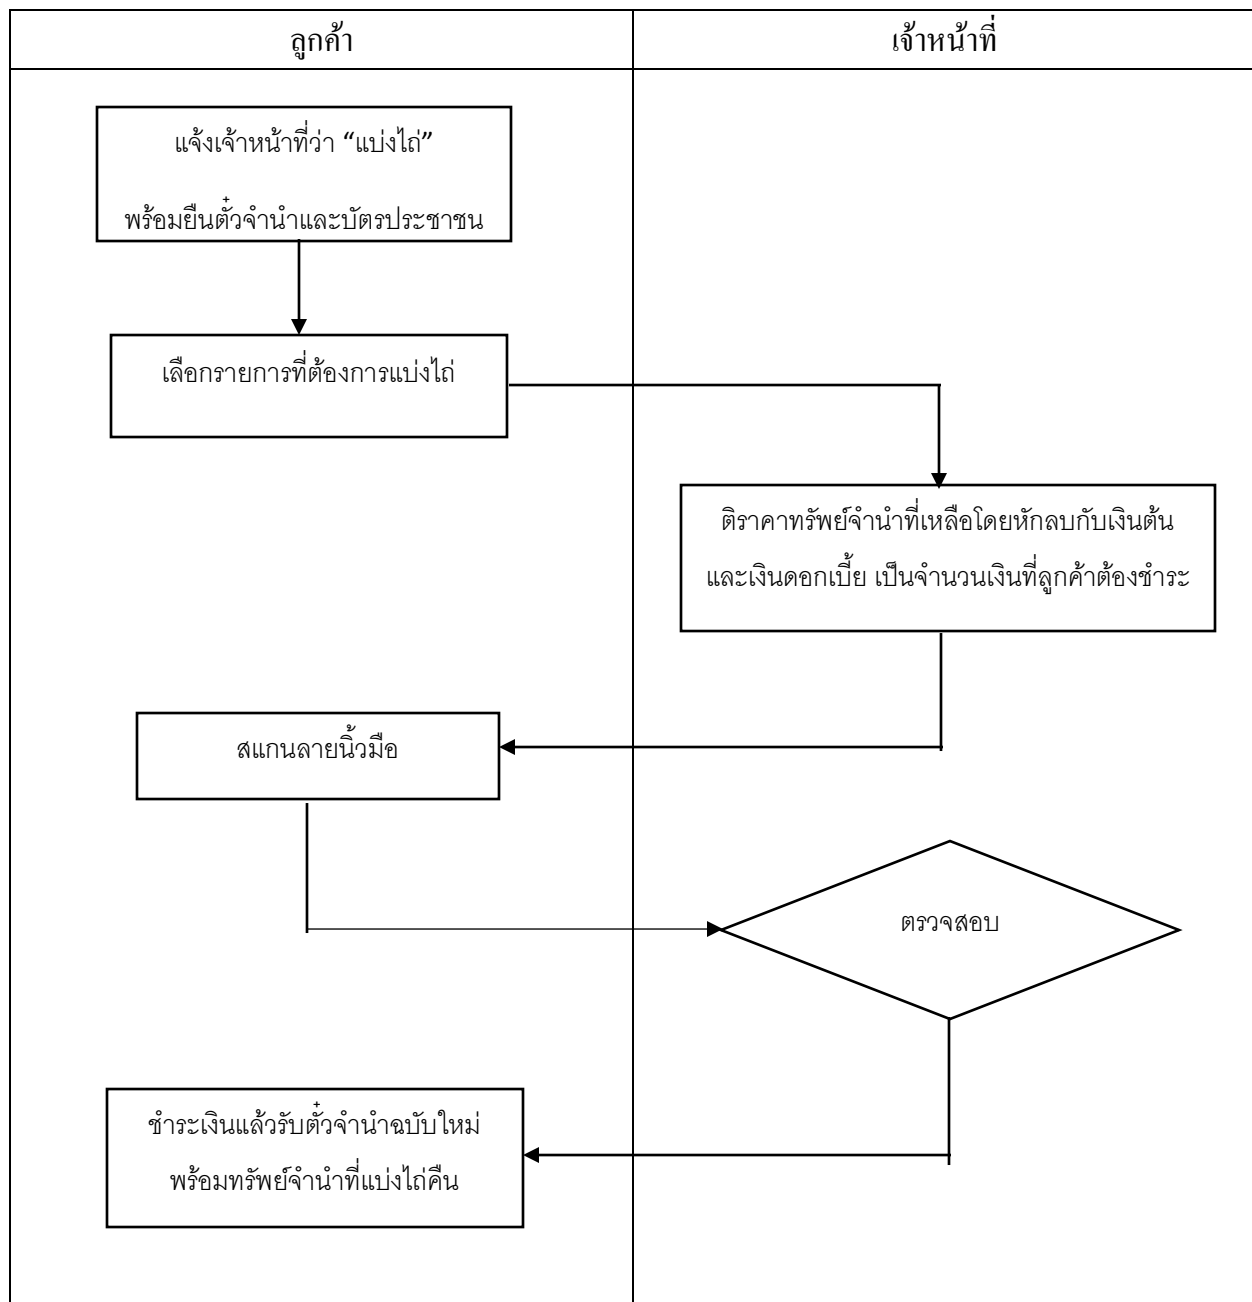 ลูกค้า
เจ้าหน้าที่
แจ้งเจ้าหน้าที่ว่า “แบ่งไถ่”
พร้อมยืนตั๋วจำนำและบัตรประชาชน
เลือกรายการที่ต้องการแบ่งไถ่
ติราคาทรัพย์จำนำที่เหลือโดยหักลบกับเงินต้น
และเงินดอกเบี้ย เป็นจำนวนเงินที่ลูกค้าต้องชำระ
สแกนลายนิ้วมือ
ตรวจสอบ
ชำระเงินแล้วรับตั๋วจำนำฉบับใหม่
พร้อมทรัพย์จำนำที่แบ่งไถ่คืน